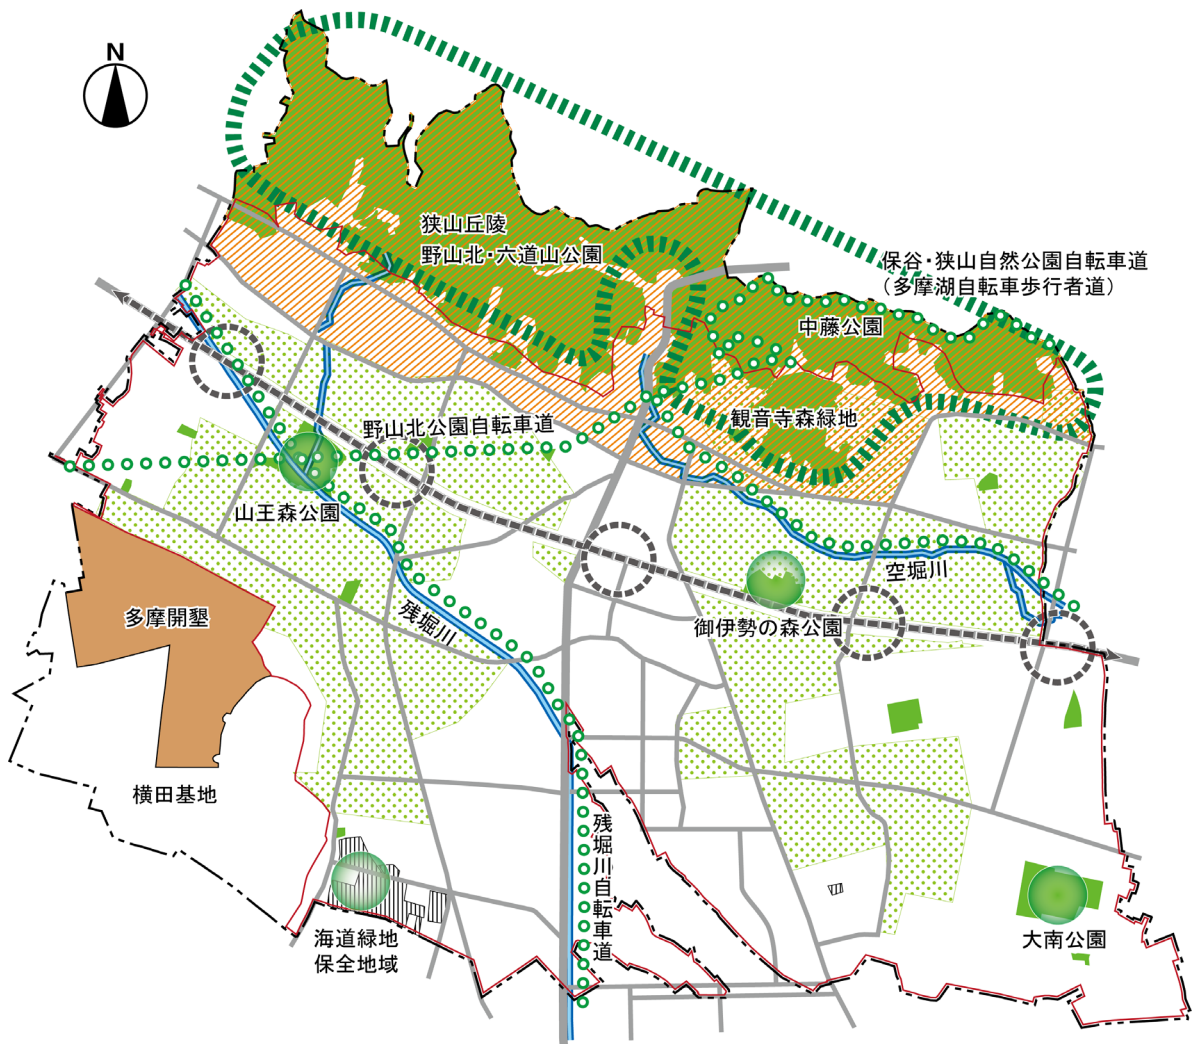 N
狭山丘陵
野山北・六道山公園
保谷・狭山自然公園自転車道
（多摩湖自転車歩行者道）
中藤公園
観音寺森緑地
野山北公園自転車道
山王森公園
空堀川
多摩開墾
残堀川
御伊勢の森公園
横田基地
残堀川自転車道
海道緑地
保全地域
大南公園